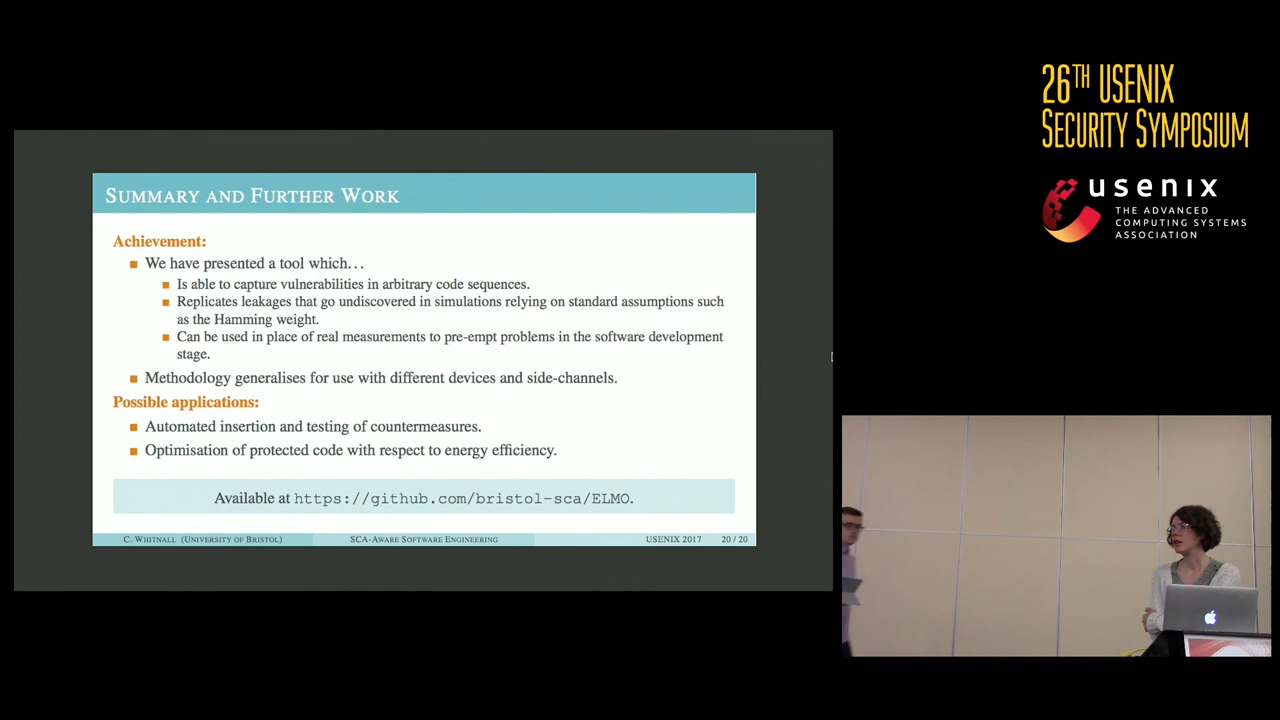 26TH USENIX
SECURITY SYMPOSIUM
usenix
THE ADVANCED
COMPUTING SYSTEMS
ASSOCIATION
SUMMARY AND FURTHER WORK
Achievement:
We have presented a tool which...
Is able to capture vulnerabilities in arbitrary code sequences.
Replicates leakages that go undiscovered in simulations relying on standard assumptions such
as the Hamming weight.
Can be used in place of real measurements to pre-empt problems in the software development
stage.
Methodology generalises for use with different devices and side-channels.
Possible applications:
Automated insertion and testing of countermeasures.
Optimisation of protected code with respect to energy efficiency.
Available at https://github.com/bristol-sca/ELMO.
C. WHITNALL (UNIVERSITY OF BRISTOL) SCA-AWARE SOFTWARE ENGINEERING USENIX 2017 20 / 20